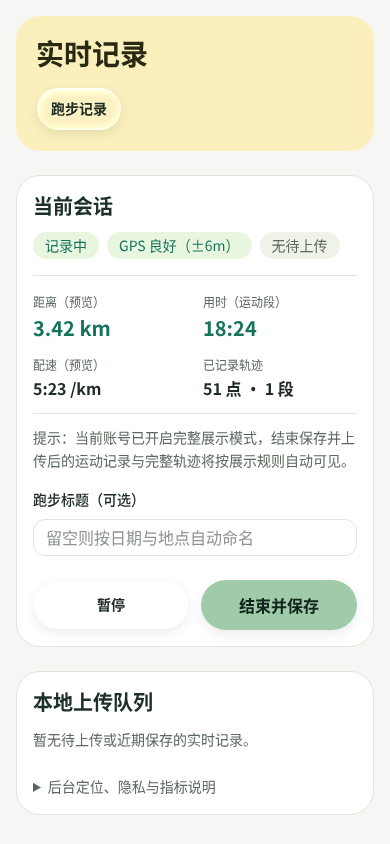 实时记录
跑步记录
当前会话
记录中
GPS 良好（±6m）
无待上传
距离（预览）
用时（运动段）
3.42 km
18:24
配速（预览）
已记录轨迹
5:23 /km
51 点 · 1 段
提示：当前账号已开启完整展示模式，结束保存并上
传后的运动记录与完整轨迹将按展示规则自动可见。
跑步标题（可选）
留空则按日期与地点自动命名
暂停
结束并保存
本地上传队列
暂无待上传或近期保存的实时记录。
后台定位、隐私与指标说明